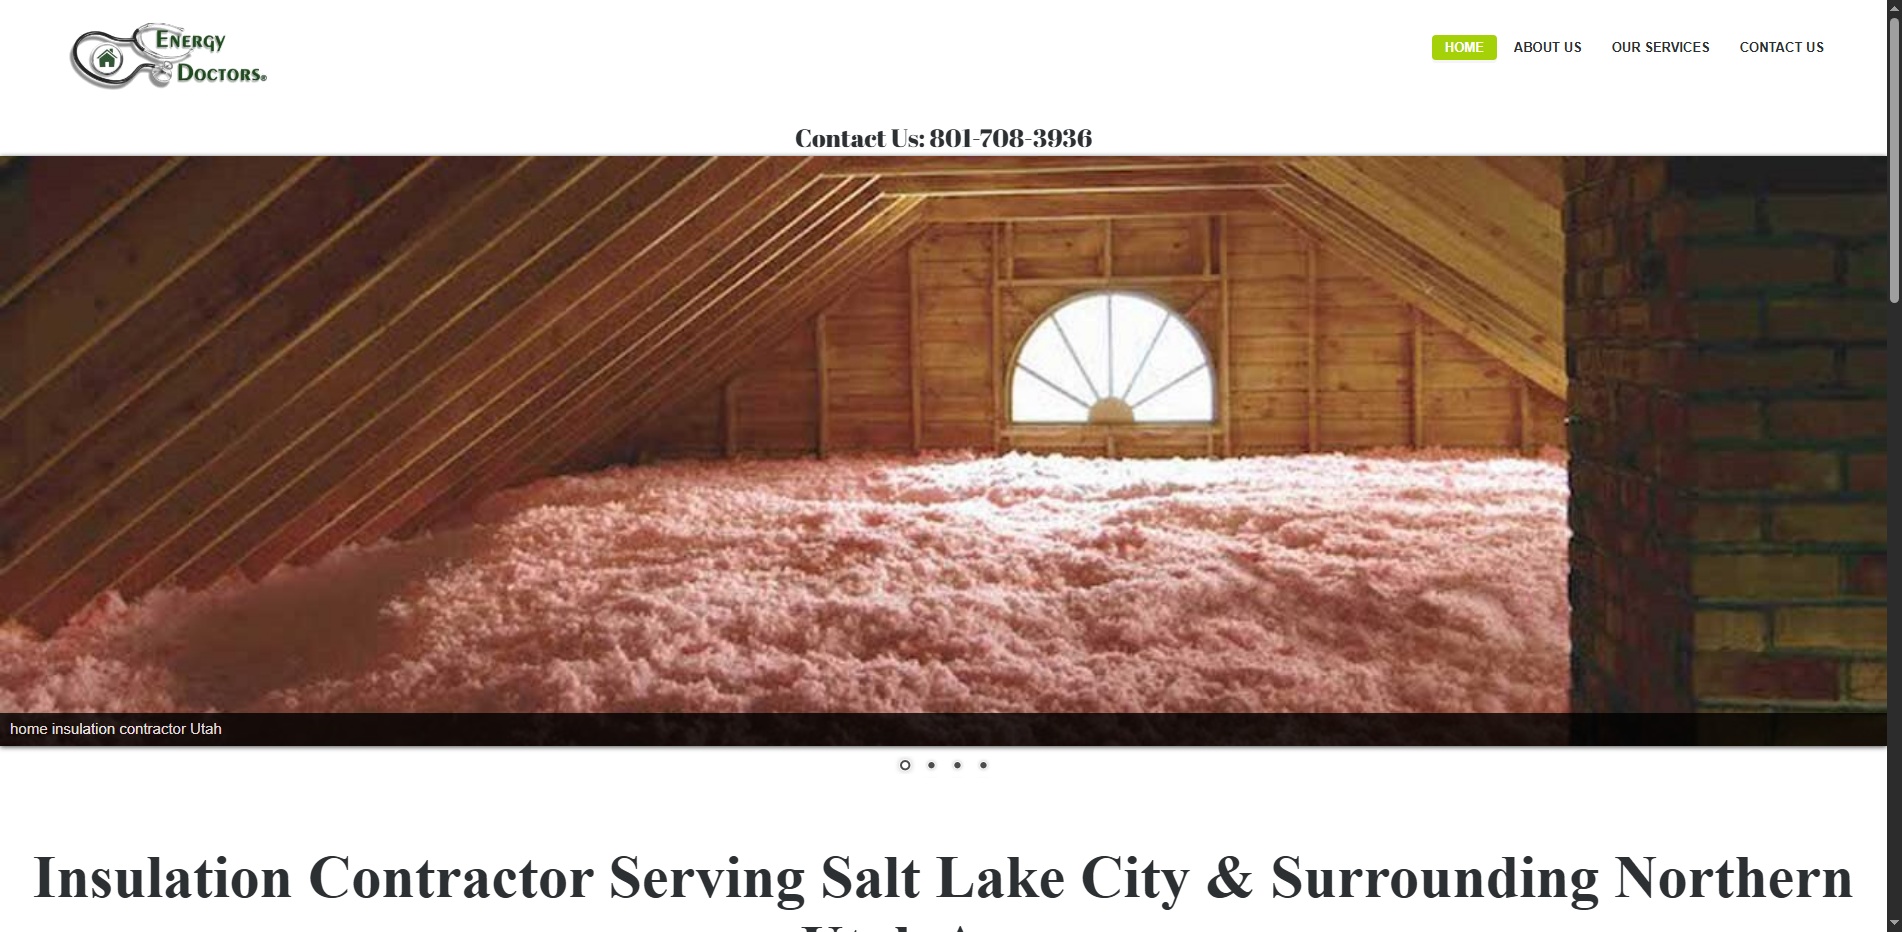 ENERGY
DOCTORS®
HOME
ABOUT US
OUR SERVICES
CONTACT US
Contact Us: 801-708-3936
home insulation contractor Utah
Insulation Contractor Serving Salt Lake City & Surrounding Northern
Utah